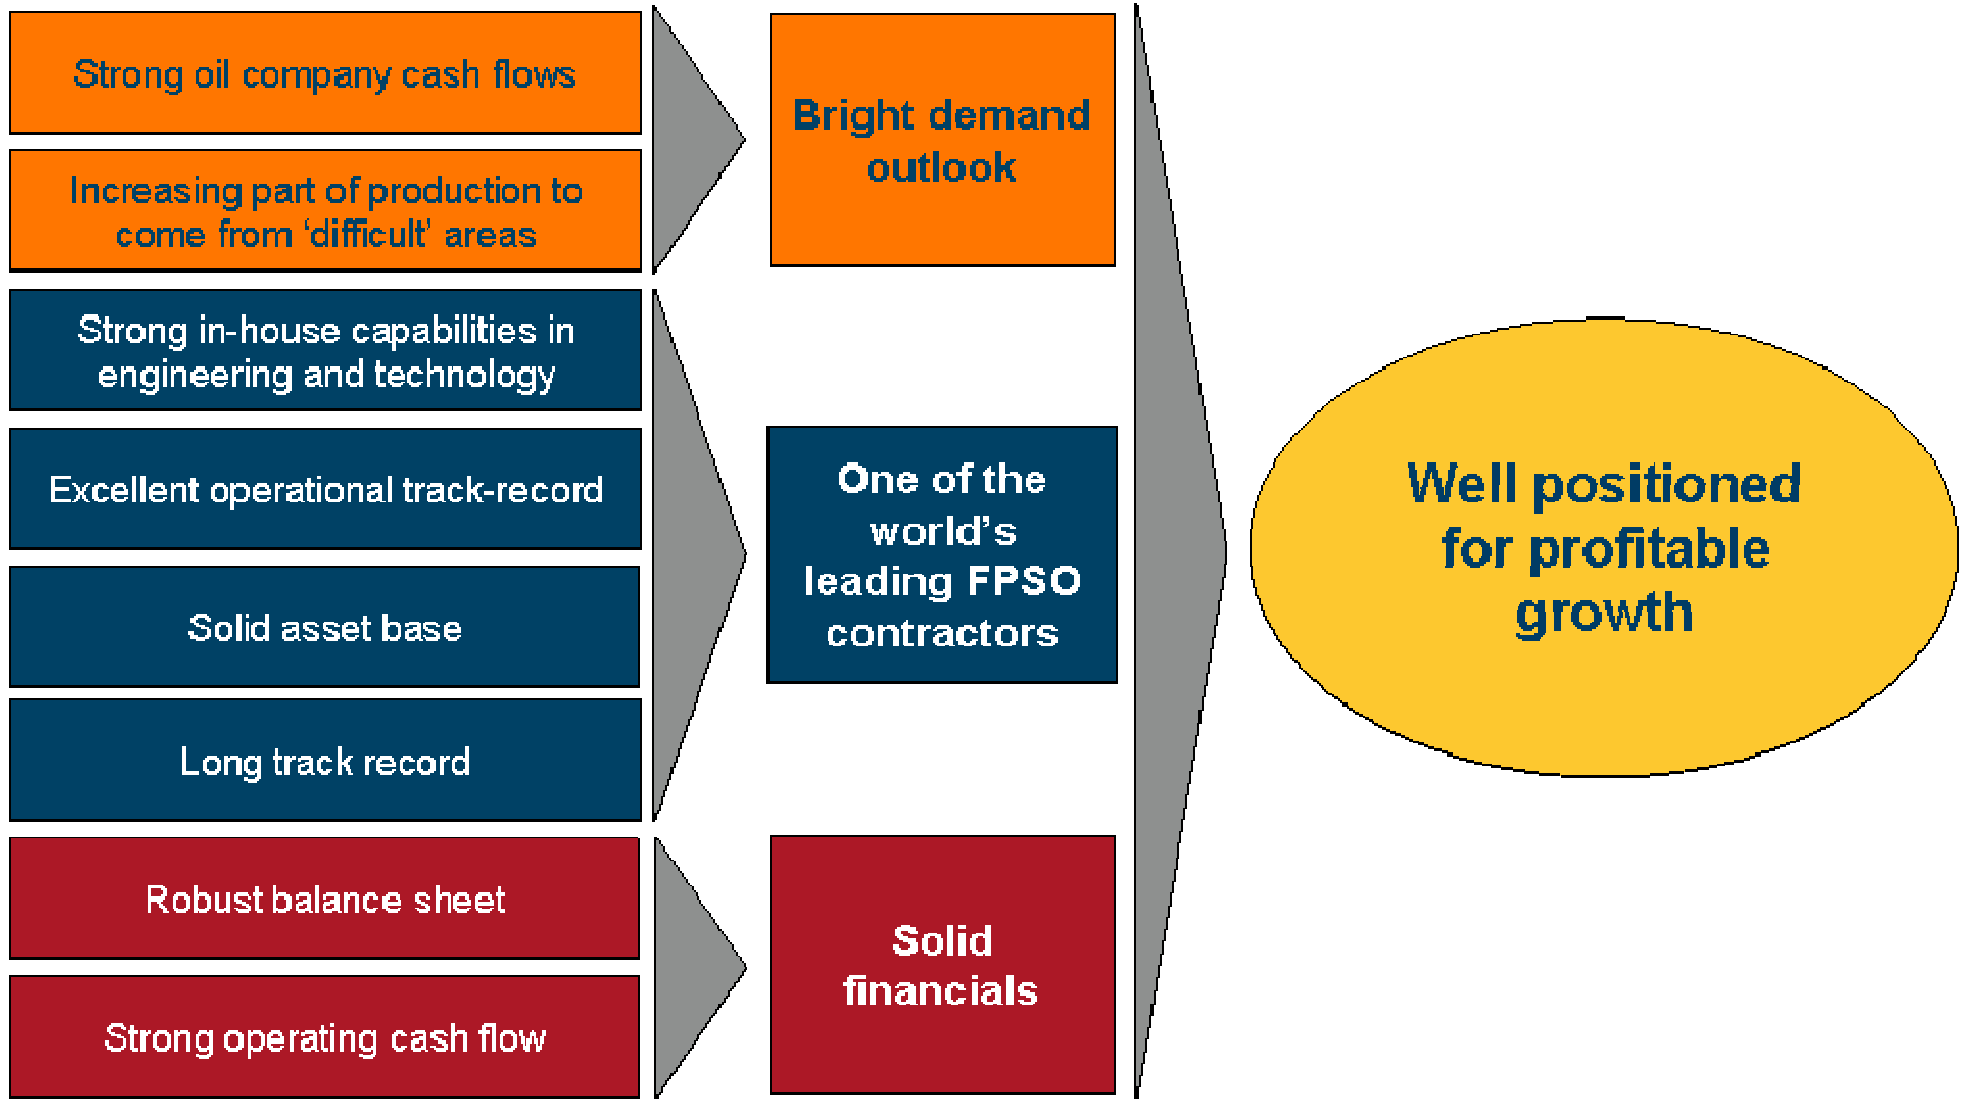 Strong oil company cash flows
Increasing part of production to
come from ‘difficult’ areas
Strong in-house capabilities in
engineering and technology
Excellent operational track-record
Solid asset base
Long track record
Robust balance sheet
Strong operating cash flow
Bright demand
outlook
One of the
world’s
leading FPSO
contractors
Solid
financials
Well positioned
for profitable
growth